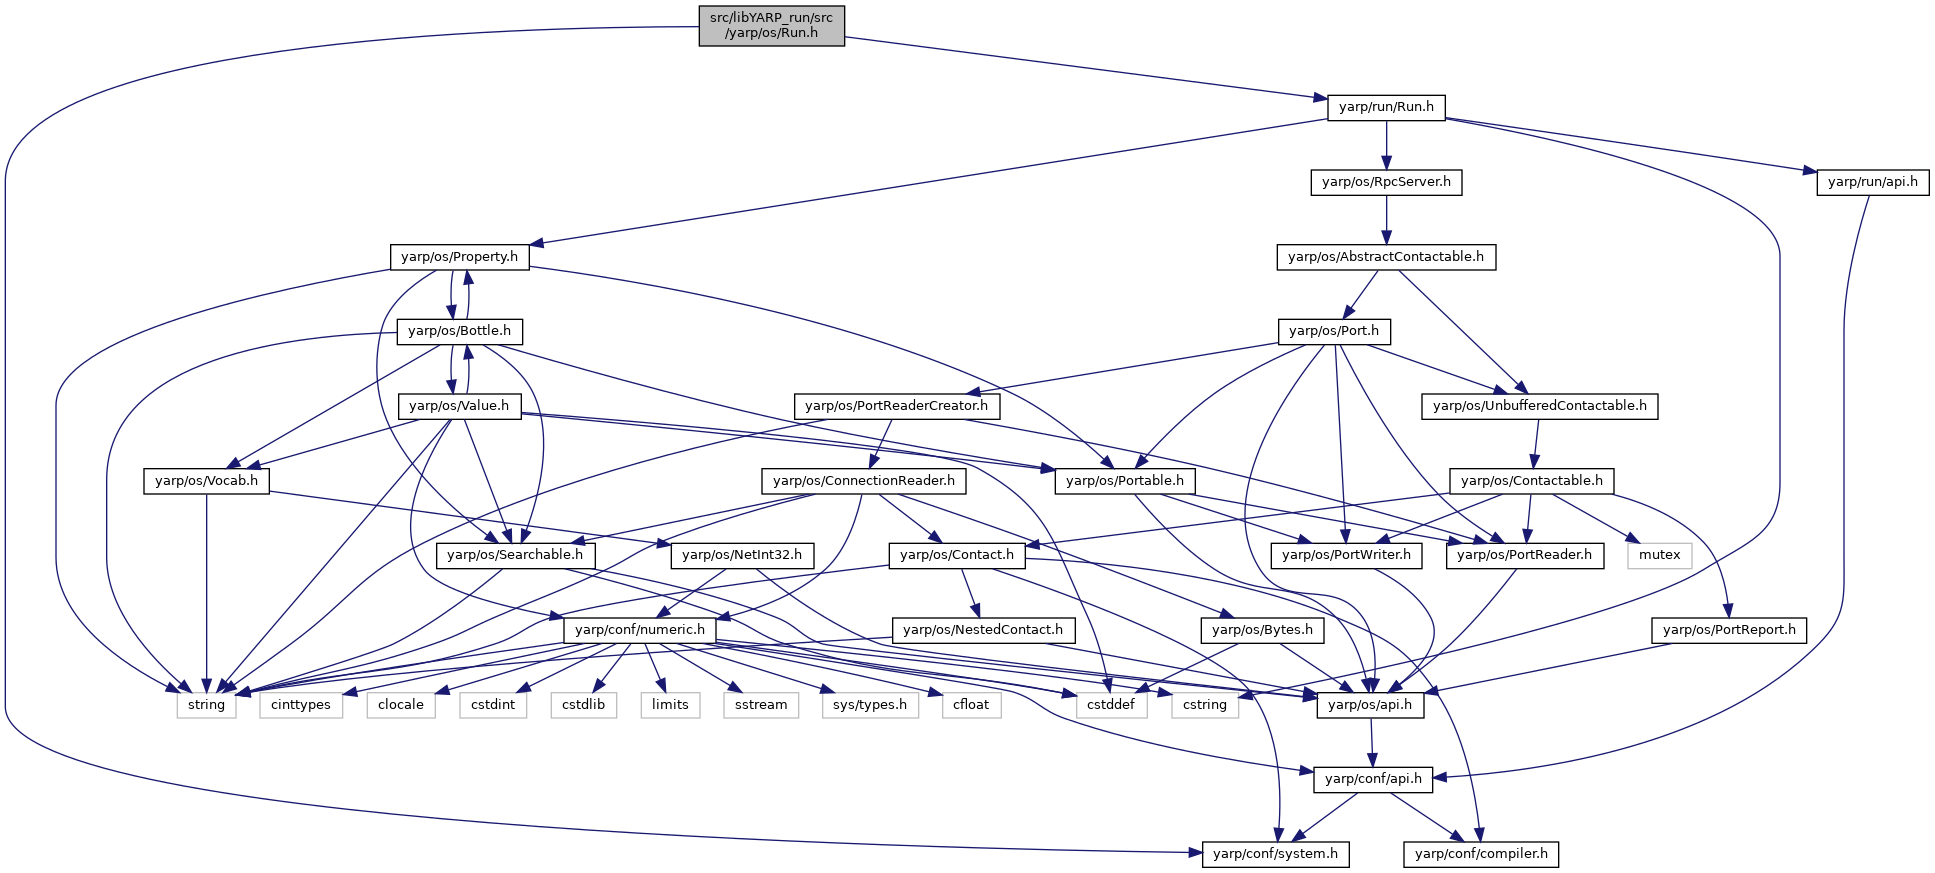 src/libYARP_run/src
/yarp/os/Run.h
yarp/run/Run.h
yarp/os/RpcServer.h
yarp/run/api.h
yarp/os/Property.h
yarp/os/AbstractContactable.h
yarp/os/Bottle.h
yarp/os/Port.h
yarp/os/Value.h
yarp/os/PortReaderCreator.h
yarp/os/UnbufferedContactable.h
yarp/os/Vocab.h
yarp/os/ConnectionReader.h
yarp/os/Portable.h
yarp/os/Contactable.h
yarp/os/Searchable.h
yarp/os/NetInt32.h
yarp/os/Contact.h
yarp/os/PortWriter.h
yarp/os/PortReader.h
mutex
yarp/conf/numeric.h
yarp/os/NestedContact.h
yarp/os/Bytes.h
yarp/os/PortReport.h
string
cinttypes
clocale
cstdint
cstdlib
limits
sstream
sys/types.h
cfloat
cstddef
cstring
yarp/os/api.h
yarp/conf/api.h
yarp/conf/system.h
yarp/conf/compiler.h